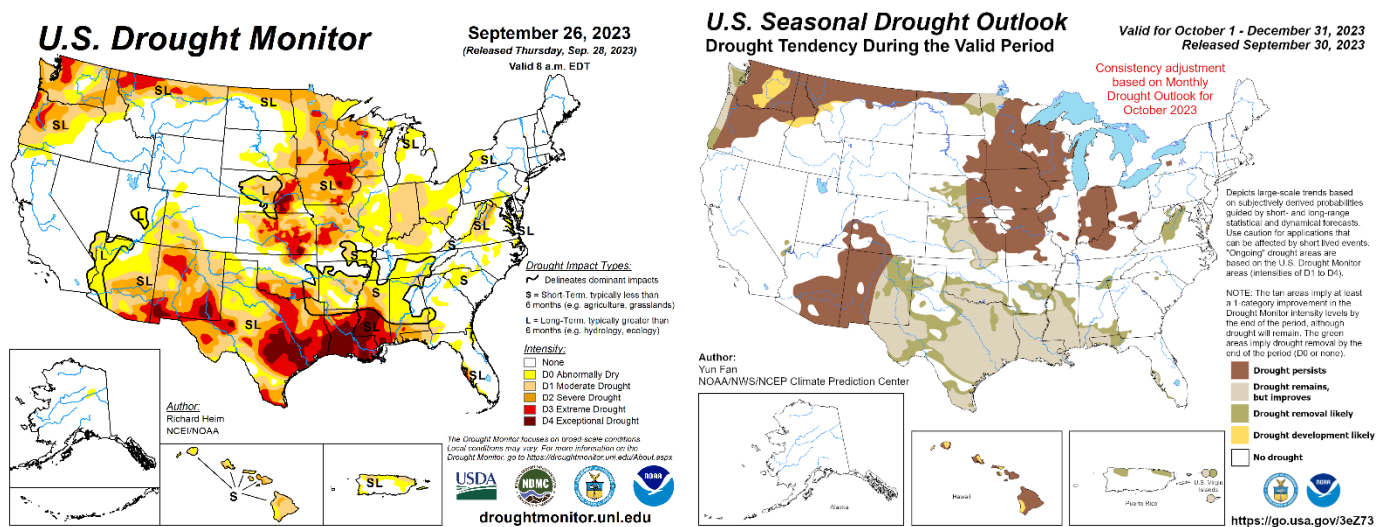 U.S. Drought Monitor
September 26, 2023
(Released Thursday, Sep. 28, 2023)
Valid 8 a.m. EDT
SL
SL
SL
SL
SL
SL
SL
L
L
L
S
S
SL
SL
S
S
SL
SL
SL
SL
Drought Impact Types:
Delineates dominant impacts
S = Short-Term, typically less than
6 months (e.g. agriculture, grasslands)
L = Long-Term, typically greater than
6 months (e.g. hydrology, ecology)
Intensity:
None
D0 Abnormally Dry
D1 Moderate Drought
D2 Severe Drought
D3 Extreme Drought
D4 Exceptional Drought
Author:
Richard Heim
NCEI/NOAA
S
SL
The Drought Monitor focuses on broad-scale conditions.
Local conditions may vary. For more information on the
Drought Monitor, go to https://droughtmonitor.unl.edu/About.aspx
USDA
NDMC
NOAA
droughtmonitor.unl.edu
U.S. Seasonal Drought Outlook
Drought Tendency During the Valid Period
Valid for October 1 - December 31, 2023
Released September 30, 2023
Consistency adjustment
based on Monthly
Drought Outlook for
October 2023
Depicts large-scale trends based
on subjectively derived probabilities
guided by short- and long-range
statistical and dynamical forecasts.
Use caution for applications that
can be affected by short lived events.
"Ongoing" drought areas are
based on the U.S. Drought Monitor
areas (intensities of D1 to D4).
NOTE: The tan areas imply at least
a 1-category improvement in the
Drought Monitor intensity levels by
the end of the period, although
drought will remain. The green
areas imply drought removal by the
end of the period (D0 or none).
Author:
Yun Fan
NOAA/NWS/NCEP Climate Prediction Center
Drought persists
Drought remains,
but improves
Drought removal likely
Drought development likely
No drought
Alaska
Hawaii
Puerto Rico
U.S. Virgin
Islands
NOAA
https://go.usa.gov/3eZ73